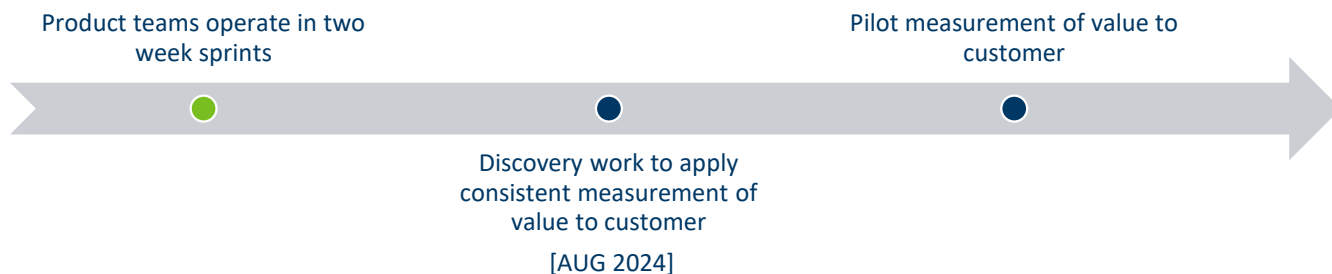 Product teams operate in two
week sprints
Discovery work to apply
consistent measurement of
value to customer
[AUG 2024]
Pilot measurement of value to
customer